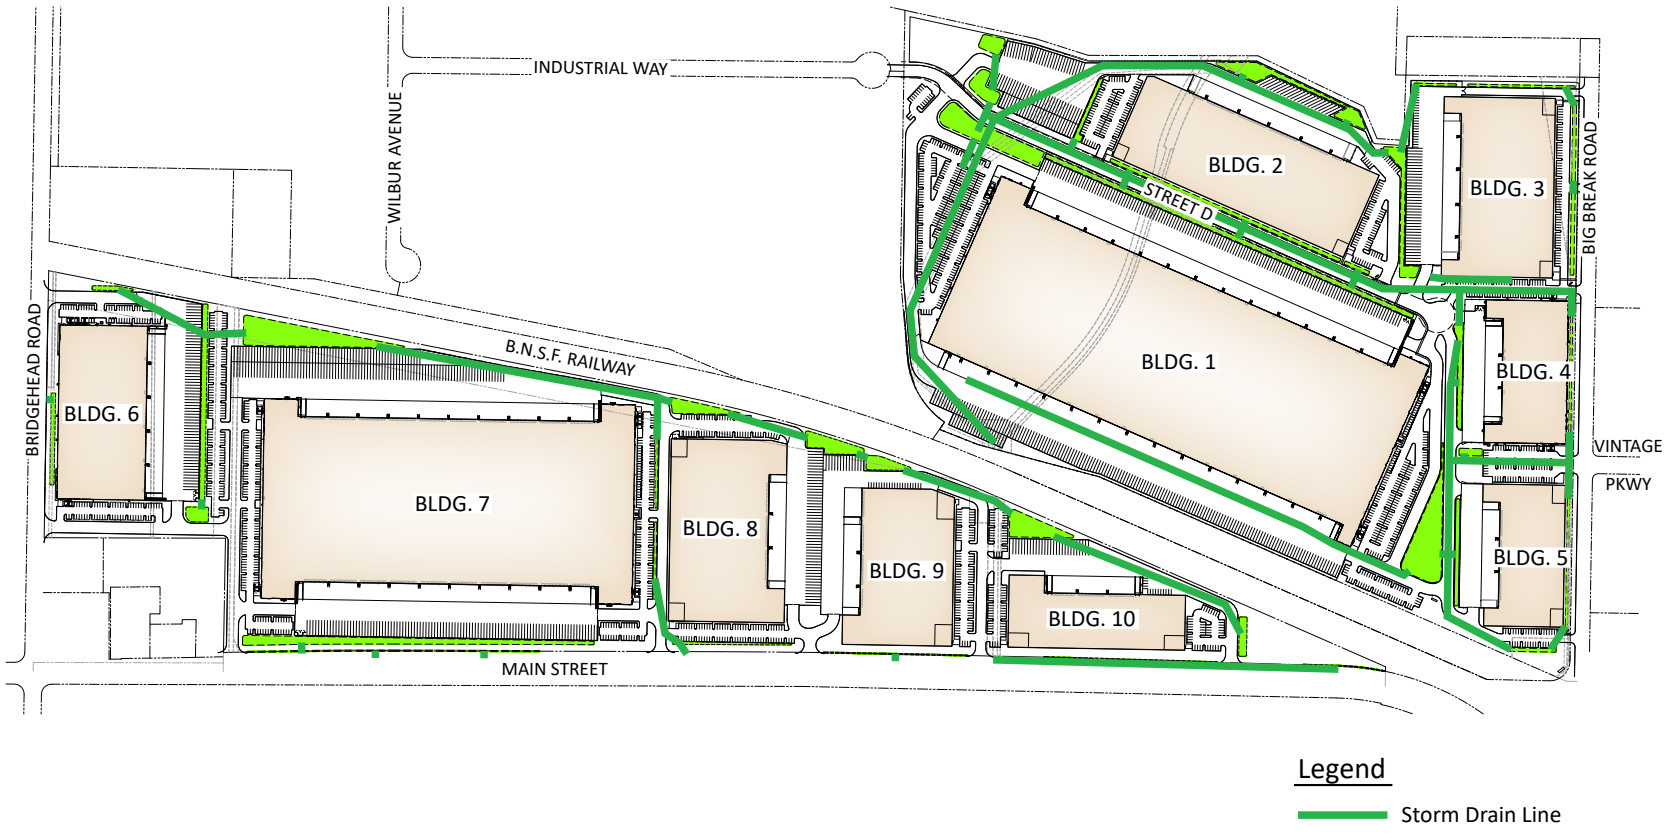 INDUSTRIAL WAY
WILBUR AVENUE
BLDG. 2
BLDG. 3
BIG BREAK ROAD
STREET D
BRIDGEHEAD ROAD
B.N.S.F. RAILWAY
BLDG. 1
BLDG. 4
BLDG. 6
VINTAGE
PKWY
BLDG. 7
BLDG. 8
BLDG. 9
BLDG. 5
BLDG. 10
MAIN STREET
Legend
Storm Drain Line